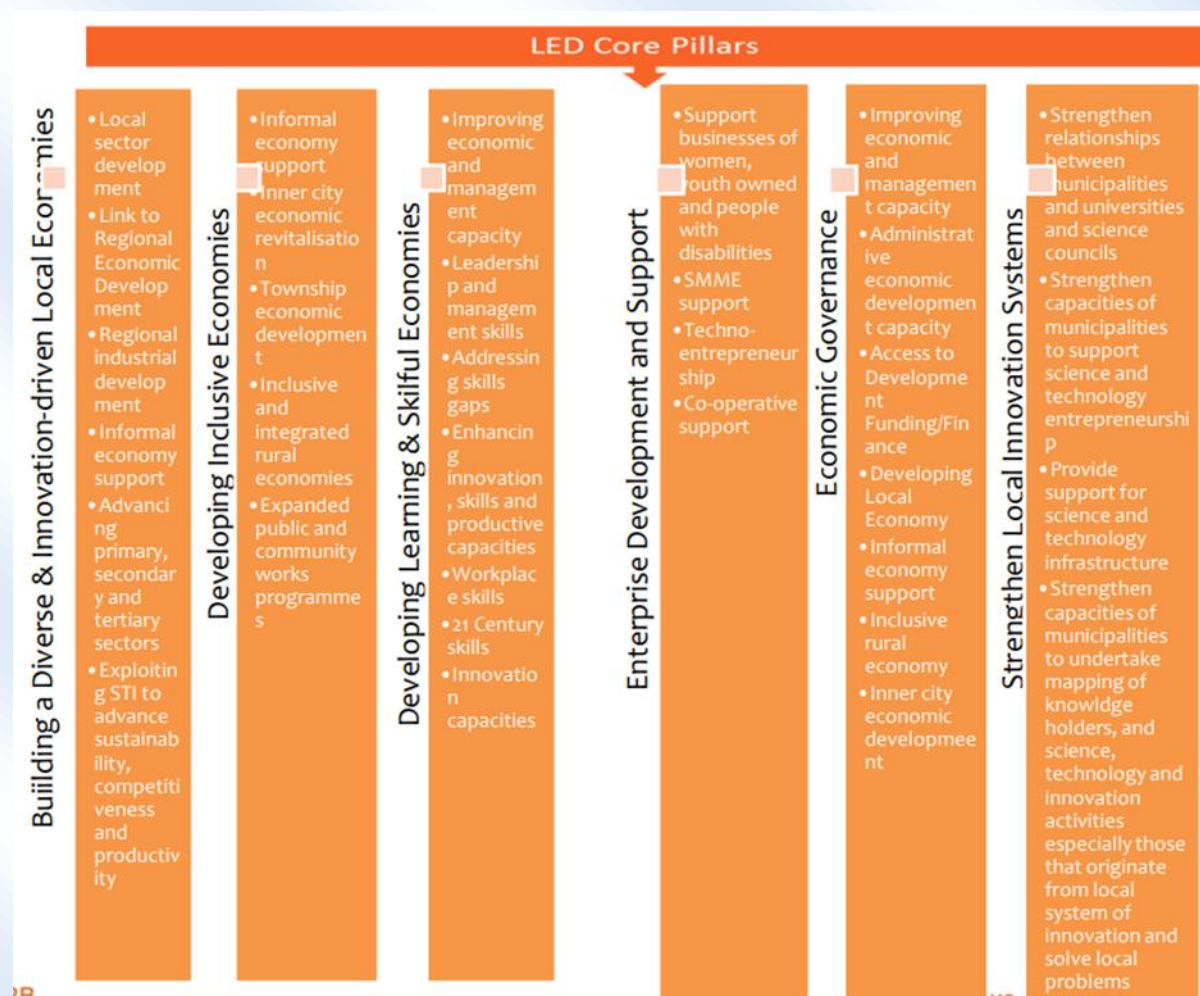 LED Core Pillars
Buiilding a Diverse & Innovation-driven Local Economies
• Local
sector
develop
ment
• Link to
Regional
Economic
Develop
ment
• Regional
industrial
develop
ment
• Informal
economy
support
• Advanci
ng
primary,
secondar
y and
tertiary
sectors
• Exploitin
g STI to
advance
sustainab
ility,
competiti
veness
and
productiv
ity
Developing Inclusive Economies
• Informal
economy
support
• Inner city
economic
revitalisatio
n
• Township
economic
developmen
t
• Inclusive
and
integrated
rural
economies
• Expanded
public and
community
works
programme
s
Developing Learning & Skilful Economies
• Improving
economic
and
managem
ent
capacity
• Leadershi
p and
managem
ent skills
• Addressin
g skills
gaps
• Enhancin
g
innovation
, skills and
productive
capacities
• Workplac
e skills
• 21 Century
skills
• Innovatio
n
capacities
Enterprise Development and Support
• Support
businesses of
women,
youth owned
and people
with
disabilities
• SMME
support
• Techno-
entrepreneur
ship
• Co-operative
support
Economic Governance
• Improving
economic
and
managemen
t capacity
• Administrat
ive
economic
developmen
t capacity
• Access to
Developme
nt
Funding/Fin
ance
• Developing
Local
Economy
• Informal
economy
support
• Inclusive
rural
economy
• Inner city
economic
developmee
nt
Strengthen Local Innovation Systems
• Strengthen
relationships
between
municipalities
and universities
and science
councils
• Strengthen
capacities of
municipalities
to support
science and
technology
entrepreneurshi
p
• Provide
support for
science and
technology
infrastructure
• Strengthen
capacities of
municipalities
to undertake
mapping of
knowldge
holders, and
science,
technology and
innovation
activities
especially those
that originate
from local
system of
innovation and
solve local
problems